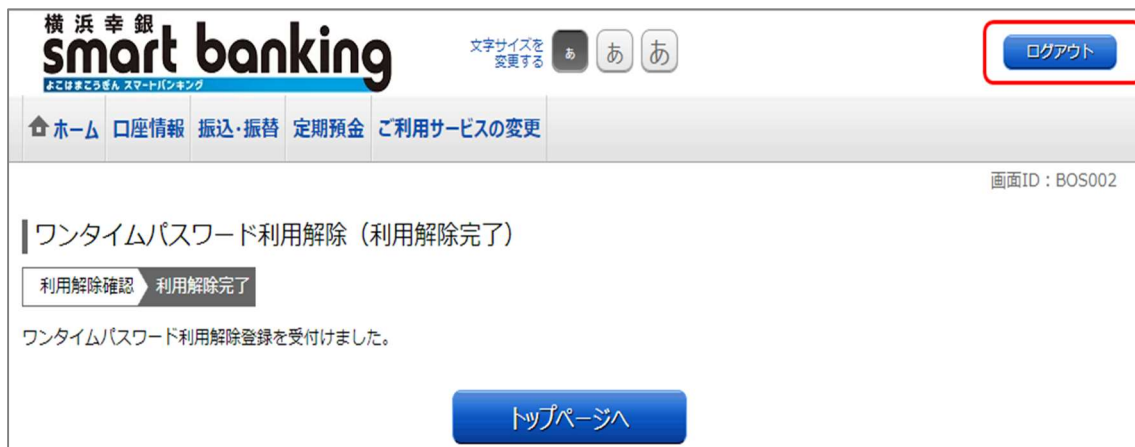 横浜幸銀
smart banking
よこはまこうぎん スマートバンキング
文字サイズを
変更する
あ あ あ
ログアウト
ホーム 口座情報 振込・振替 定期預金 ご利用サービスの変更
画面ID：BOS002
ワンタイムパスワード利用解除（利用解除完了）
利用解除確認 利用解除完了
ワンタイムパスワード利用解除登録を受付けました。
トップページへ